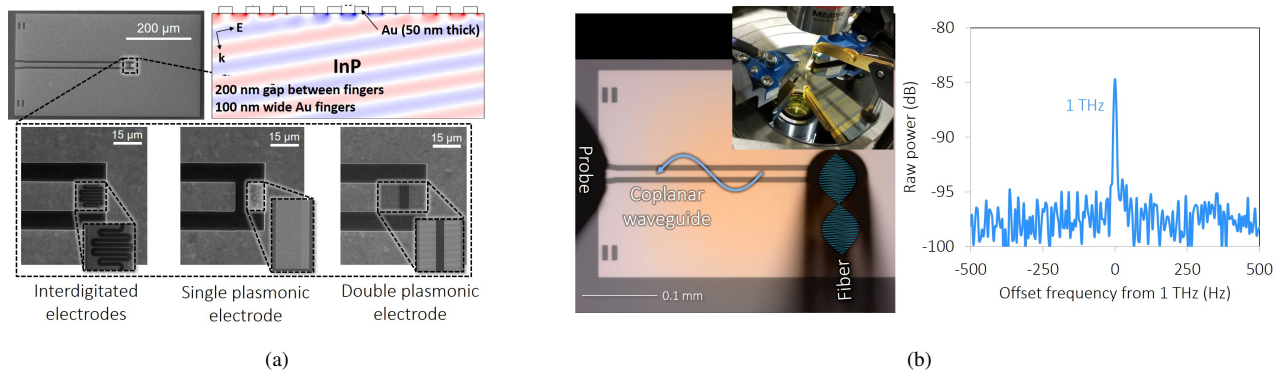 200 µm
E
k
Au (50 nm thick)
InP
200 nm gap between fingers
100 nm wide Au fingers
15 µm
15 µm
15 µm
Interdigitated
electrodes
Single plasmonic
electrode
Double plasmonic
electrode
(a)
Mitutoyo
Probe
Coplanar
waveguide
Fiber
0.1 mm
Raw power (dB)
-80
-85
-90
-95
-100
1 THz
-500
-250
0
250
500
Offset frequency from 1 THz (Hz)
(b)